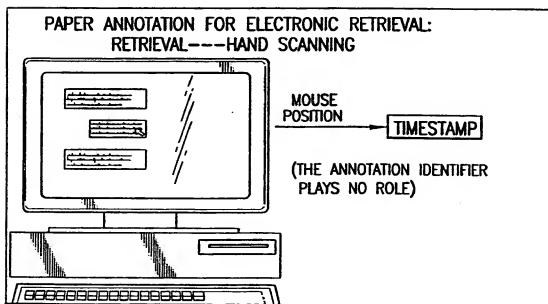 PAPER ANNOTATION FOR ELECTRONIC RETRIEVAL:
RETRIEVAL---HAND SCANNING
MOUSE
POSITION
TIMESTAMP
(THE ANNOTATION IDENTIFIER
PLAYS NO ROLE)